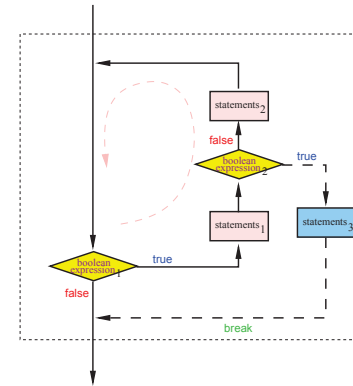 statements2
false
boolean
expression2
true
statements1
statements3
boolean
expression1
true
false
break